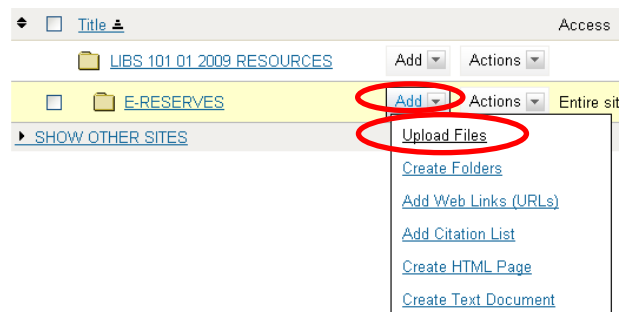 Title Access
LIBS 101 01 2009 RESOURCES Add Actions
E-RESERVES Add Actions Entire sit
SHOW OTHER SITES
Upload Files
Create Folders
Add Web Links (URLs)
Add Citation List
Create HTML Page
Create Text Document